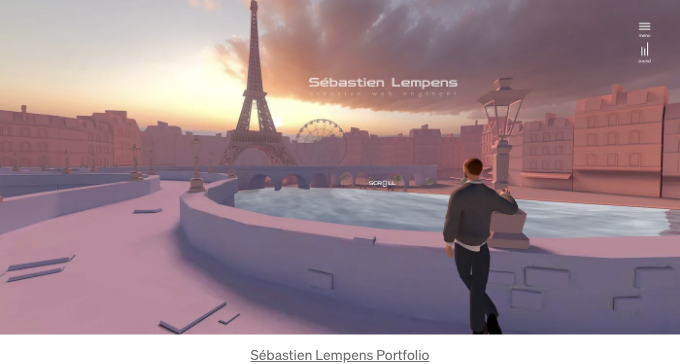 menu
sound
Sébastien Lempens
creative web engineer
SCROLL
Sébastien Lempens Portfolio